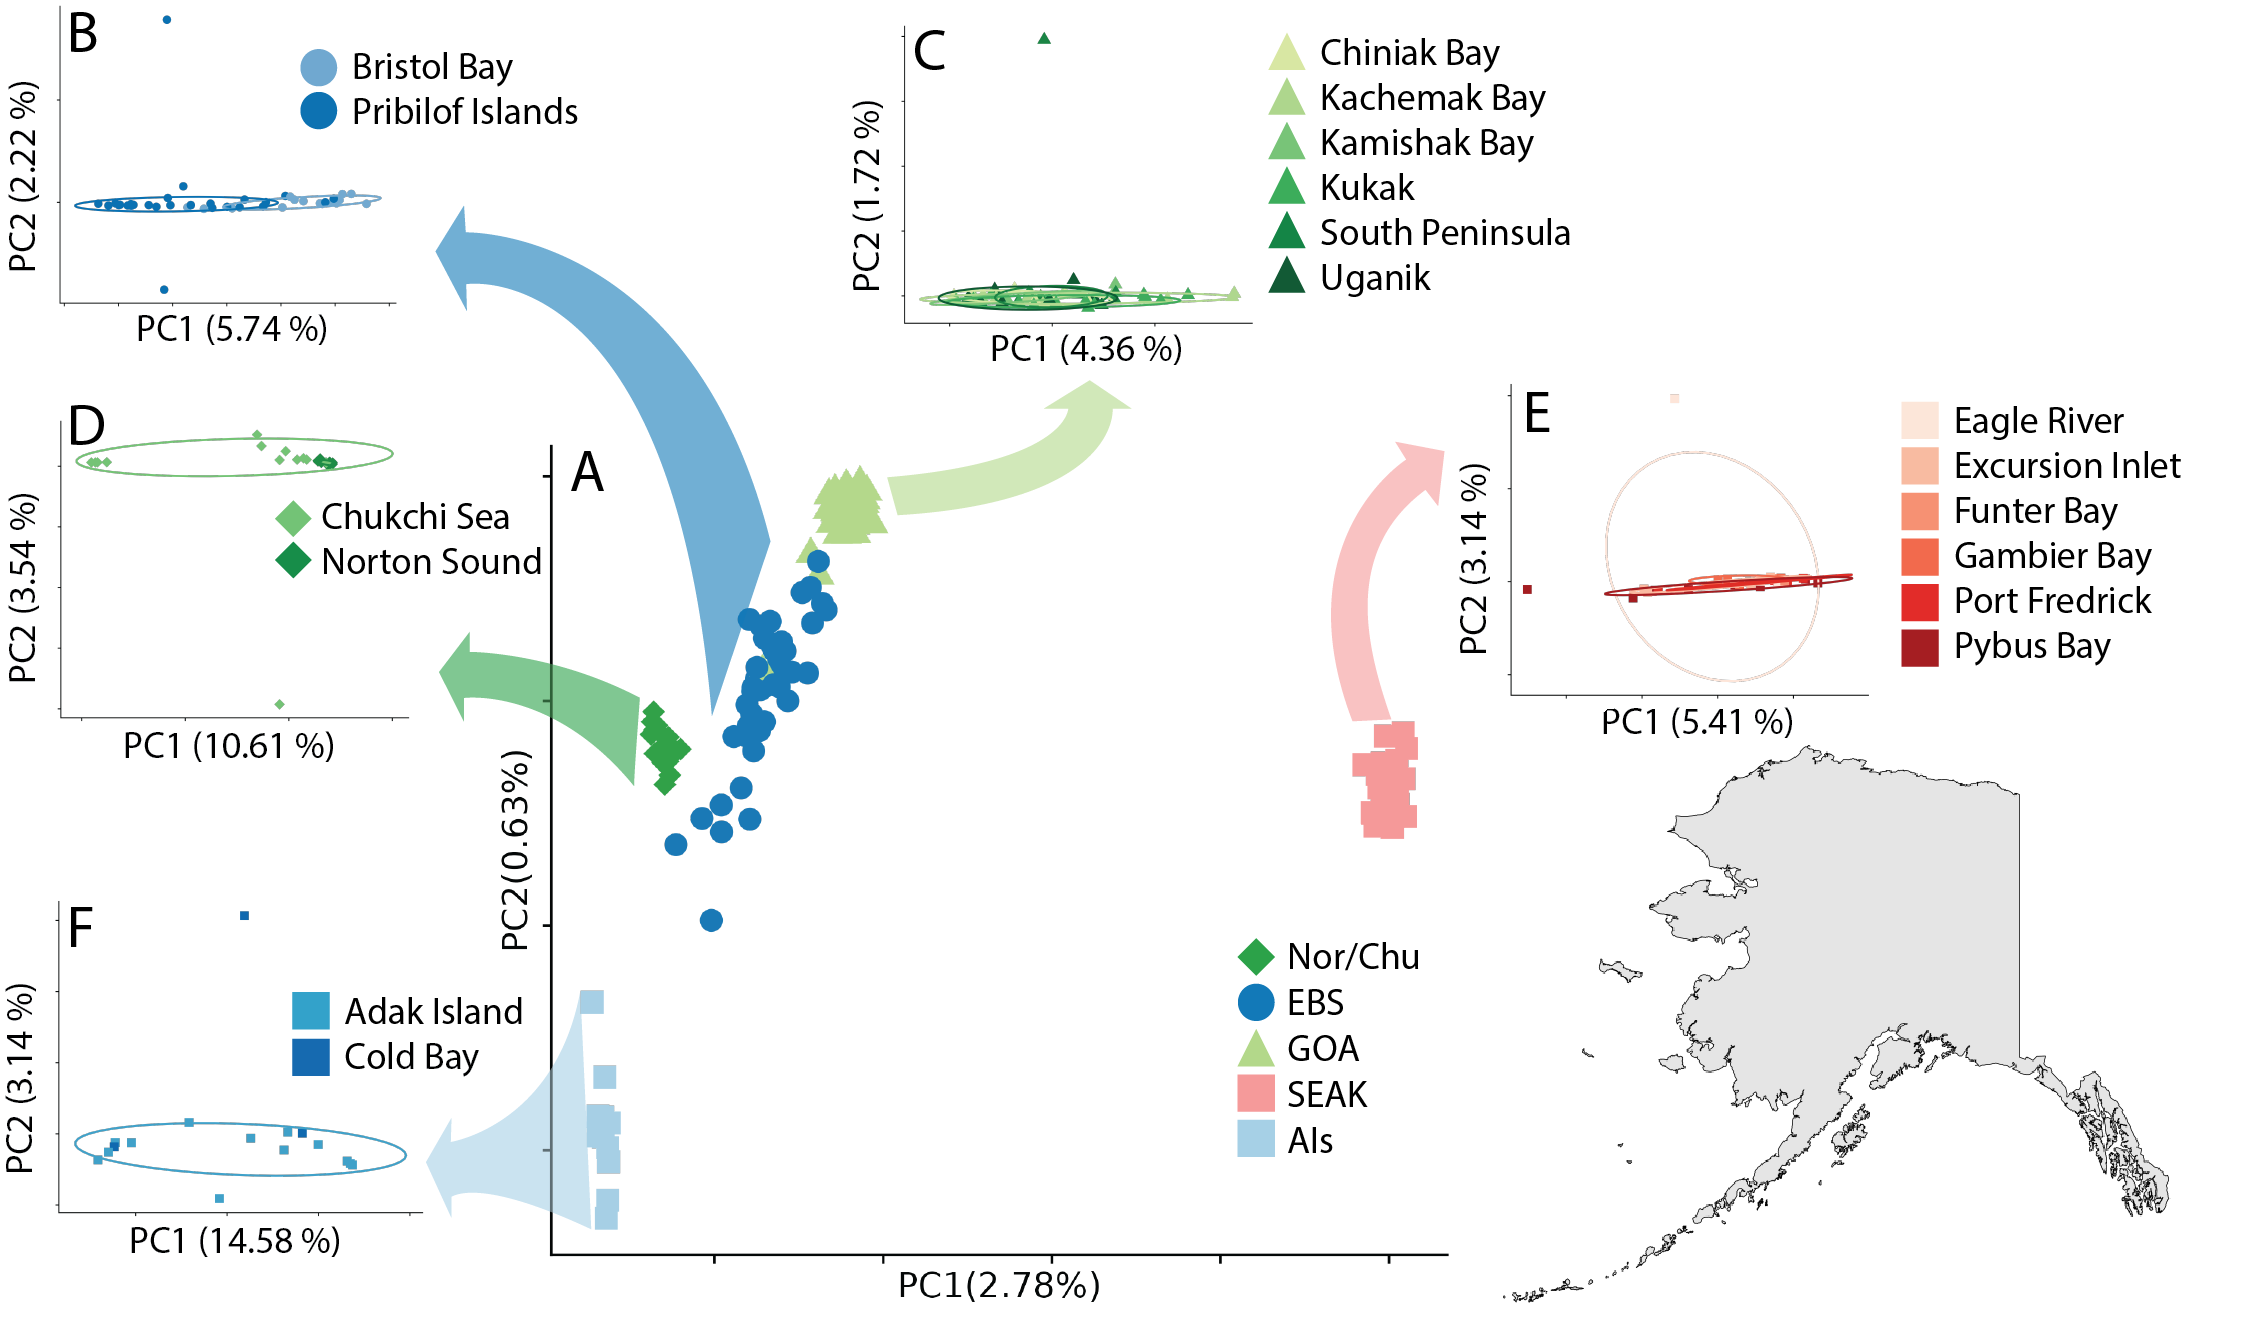 B
Bristol Bay
Pribilof Islands
PC2 (2.22 %)
PC1 (5.74 %)
C
Chiniak Bay
Kachemak Bay
Kamishak Bay
Kukak
South Peninsula
Uganik
PC2 (1.72 %)
PC1 (4.36 %)
D
Chukchi Sea
Norton Sound
PC2 (3.54 %)
PC1 (10.61 %)
A
PC2(0.63%)
PC1(2.78%)
Nor/Chu
EBS
GOA
SEAK
AIs
E
Eagle River
Excursion Inlet
Funter Bay
Gambier Bay
Port Fredrick
Pybus Bay
PC2 (3.14 %)
PC1 (5.41 %)
F
Adak Island
Cold Bay
PC2 (3.14 %)
PC1 (14.58 %)